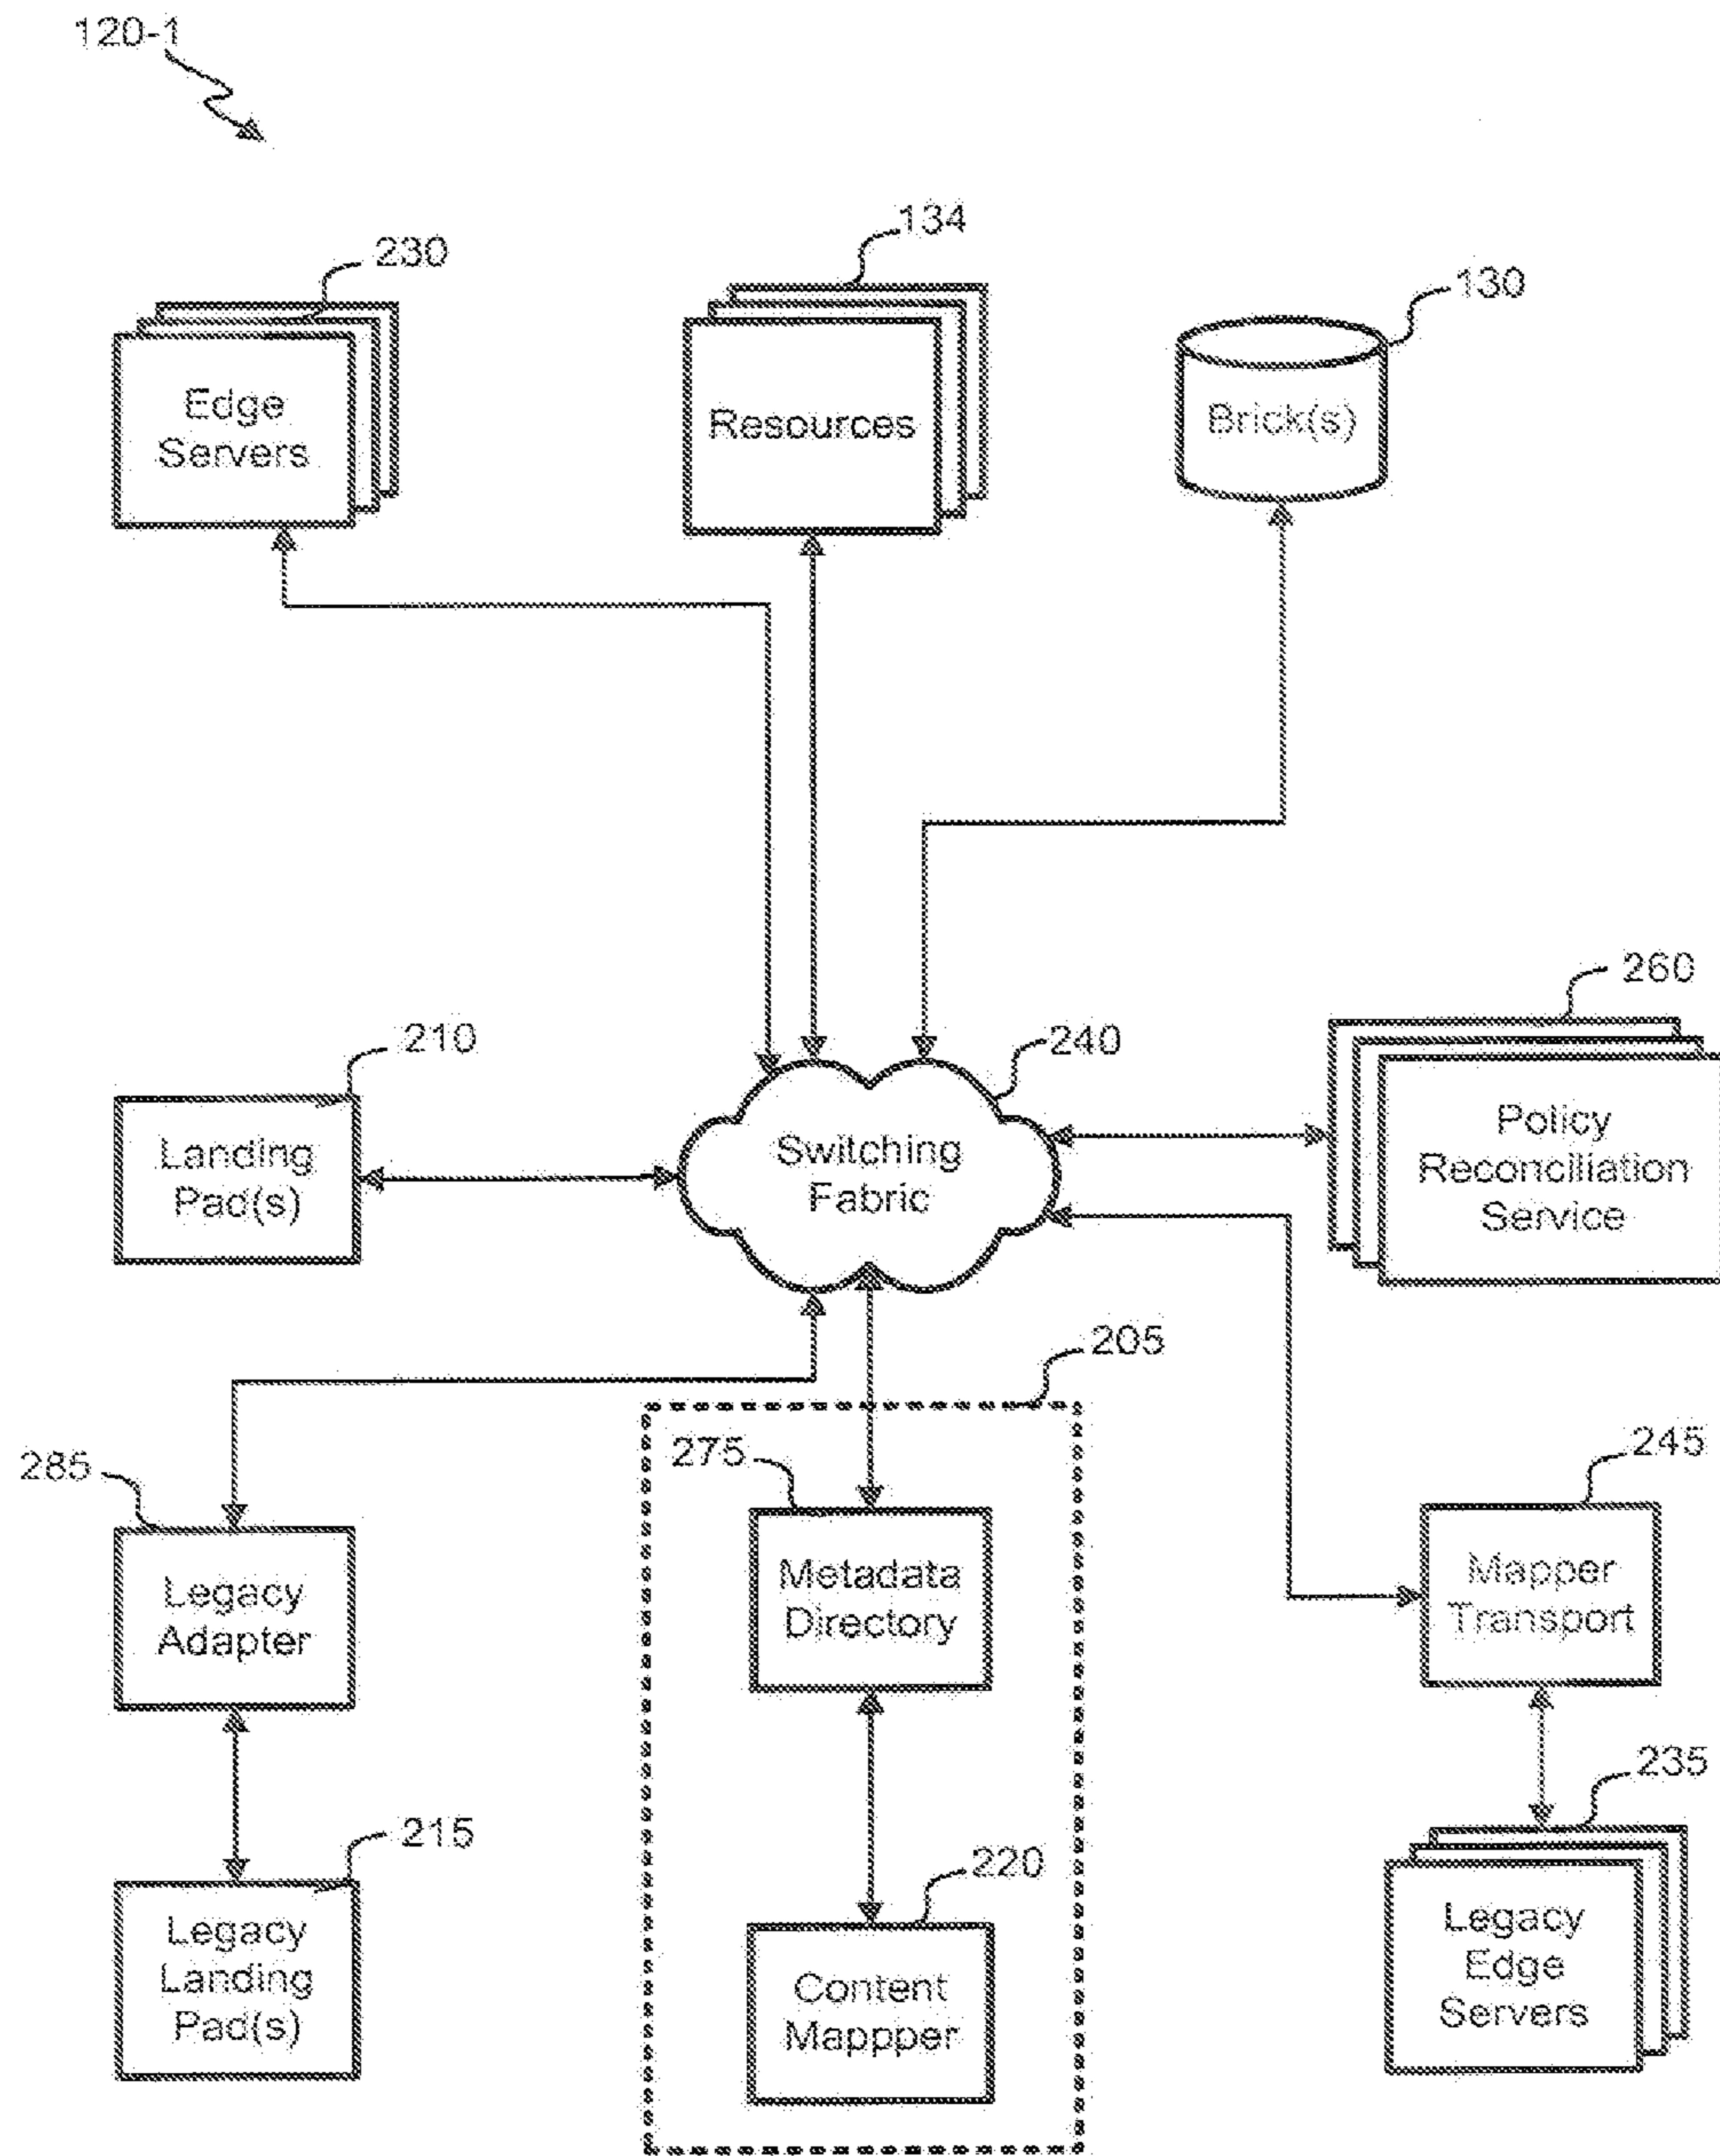 120-1
134
230
130
Edge
Servers
Resources
Brick(s)
260
210
240
Landing
Pad(s)
Switching
Fabric
Policy
Reconciliation
Service
205
285
275
245
Legacy
Adapter
Metadata
Directory
Mapper
Transport
235
215
220
Legacy
Landing
Pad(s)
Content
Mappper
Legacy
Edge
Servers